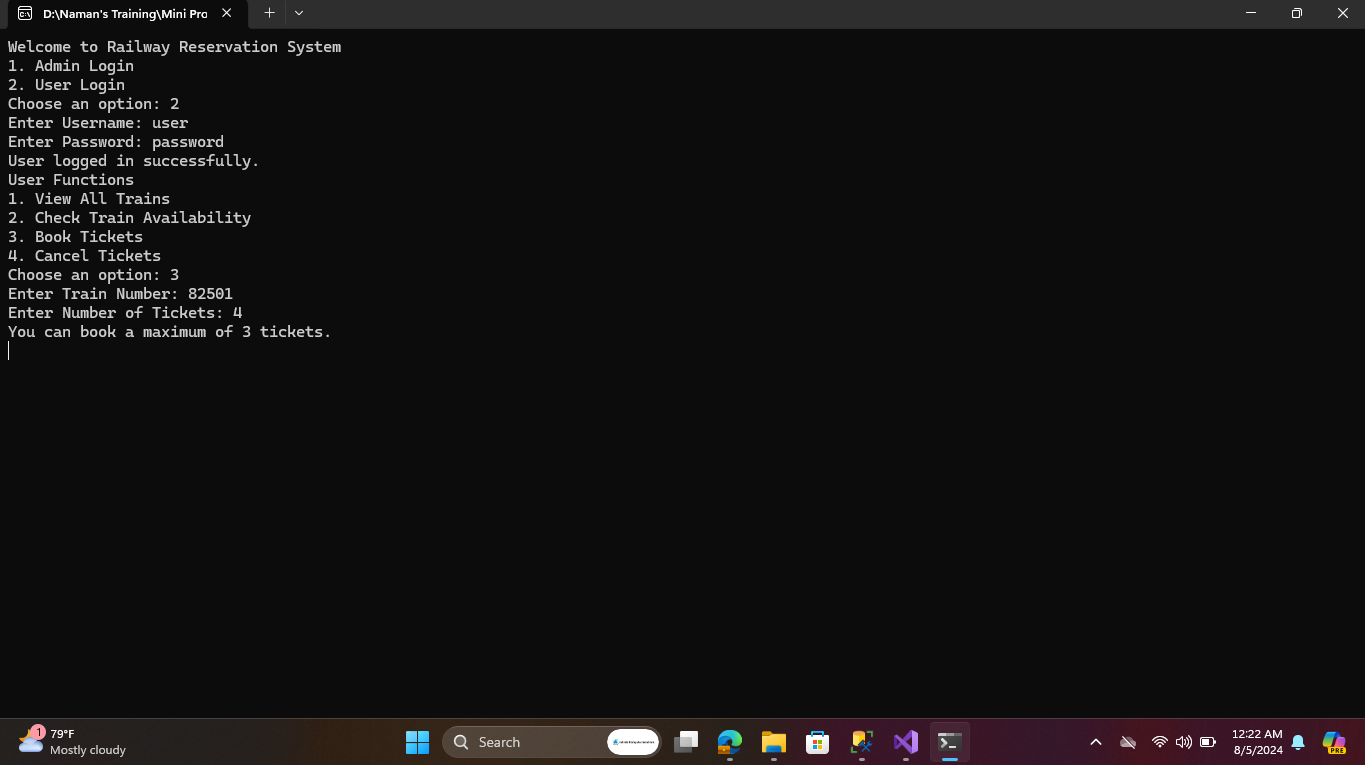 D:\Naman's Training\Mini Pro
Welcome to Railway Reservation System
1. Admin Login
2. User Login
Choose an option: 2
Enter Username: user
Enter Password: password
User logged in successfully.
User Functions
1. View All Trains
2. Check Train Availability
3. Book Tickets
4. Cancel Tickets
Choose an option: 3
Enter Train Number: 82501
Enter Number of Tickets: 4
You can book a maximum of 3 tickets.
1
79°F
Mostly cloudy
Search
12:22 AM
8/5/2024
PRE